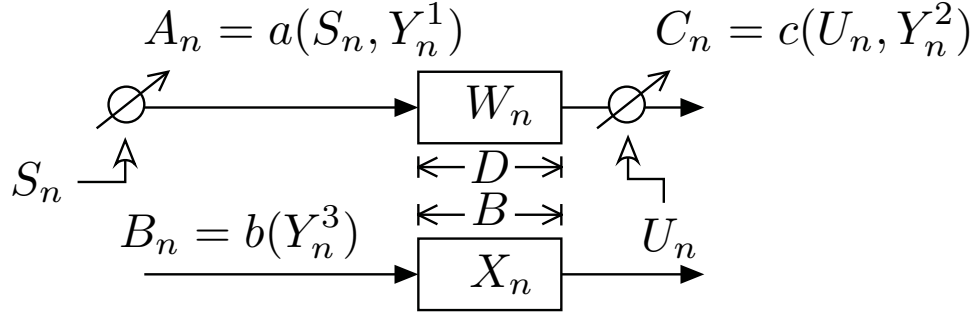 A_n = a(S_n, Y_n^1)
C_n = c(U_n, Y_n^2)
W_n
D
S_n
B
B_n = b(Y_n^3)
U_n
X_n